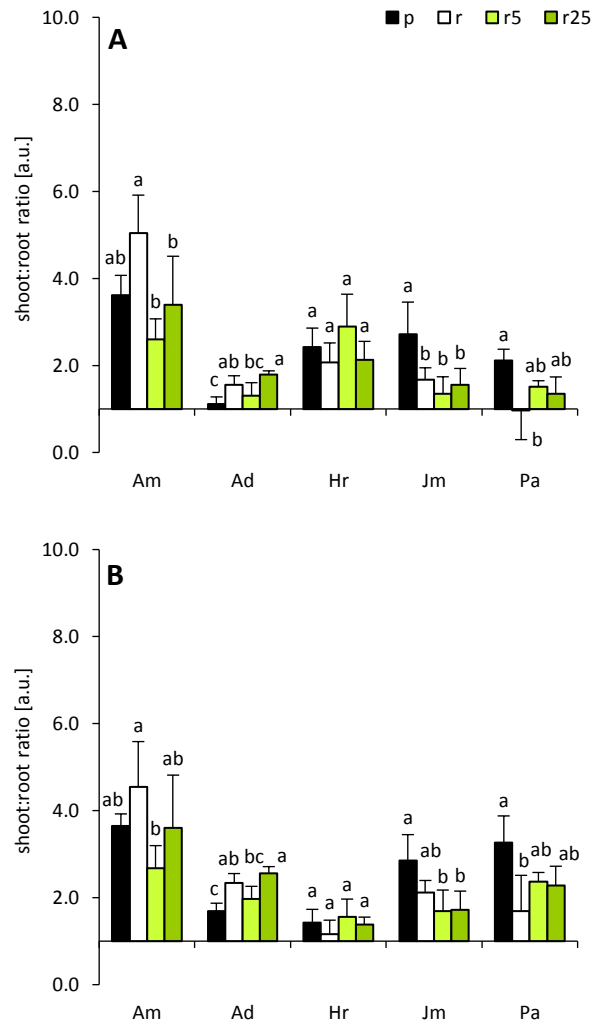 p r r5 r25
10.0
A
8.0
shoot:root ratio [a.u.]
6.0
a
ab b
4.0
b a a
a a a a
ab bc a b b b ab ab
2.0
c
b
0.0
Am Ad Hr Jm Pa
10.0
B
8.0
shoot:root ratio [a.u.]
6.0
a
ab
ab a a
4.0
b
ab bc a ab b b b ab ab
c a a a a
2.0
0.0
Am Ad Hr Jm Pa